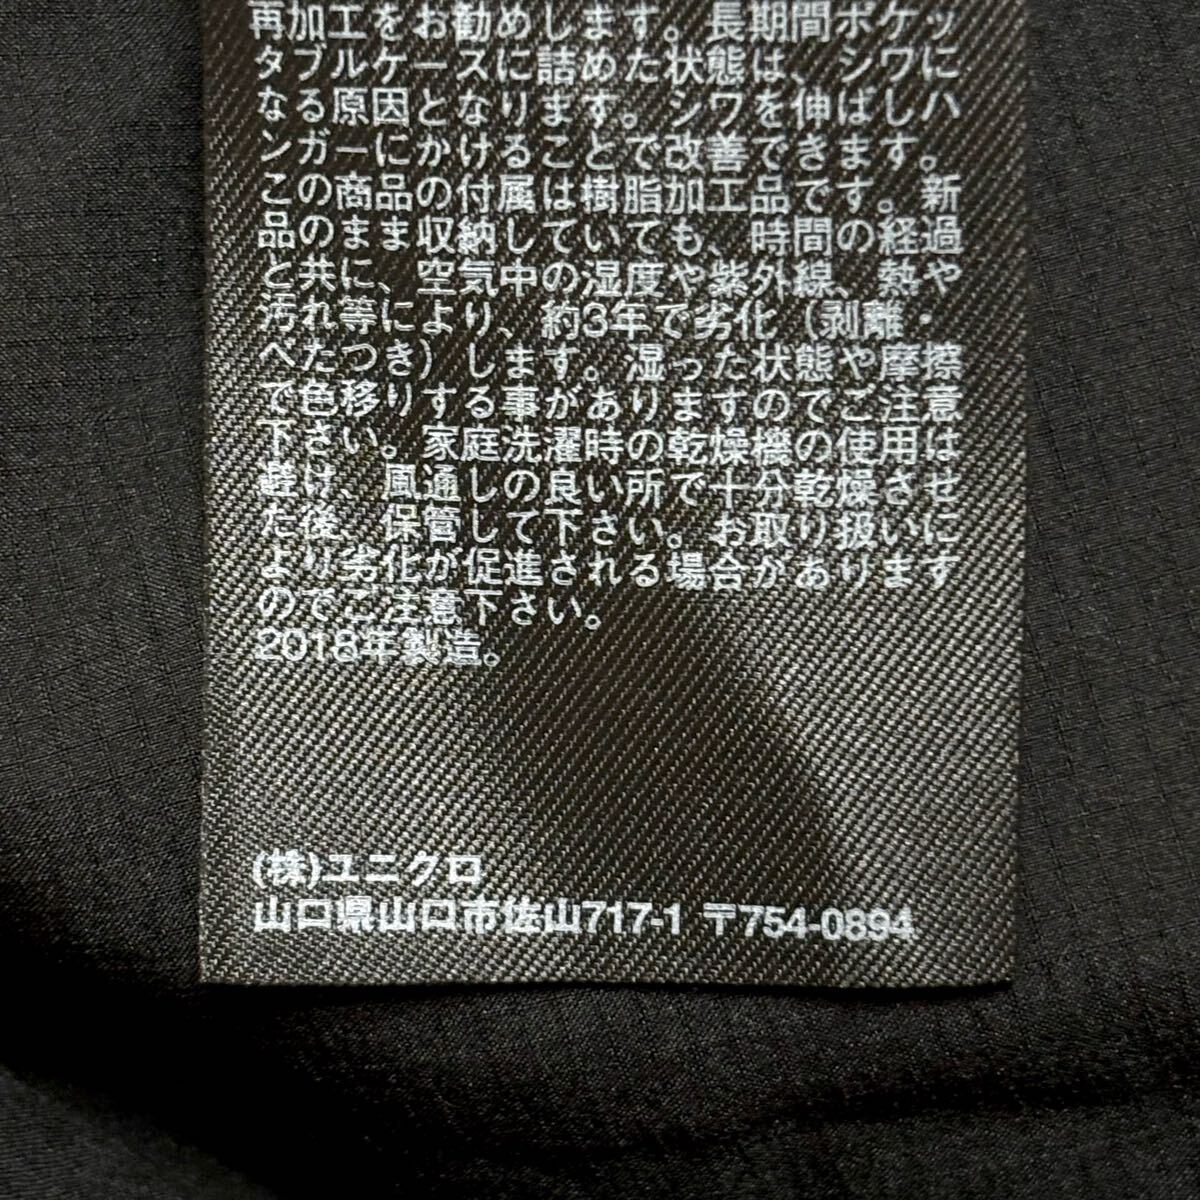 再加工をお勧めします。長期間ポケッ
タブルケースに詰めた状態は、シワに
なる原因となります。シワを伸ばしハ
ンガーにかけることで改善できます。
この商品の付属は樹脂加工品です。新
品のまま収納していても、時間の経過
と共に、空気中の湿度や紫外線、熱や
汚れ等により、約3年で劣化(剥離・
べたつき)します。湿った状態や摩擦
で色移りする事がありますのでご注意
下さい。家庭洗濯時の乾燥機の使用は
避け、風通しの良い所で十分乾燥させ
た後、保管して下さい。お取り扱いに
より劣化が促進される場合があります
のでご注意下さい。
2018年製造。
(株)ユニクロ
山口県山口市佐山717-1 〒754-0894